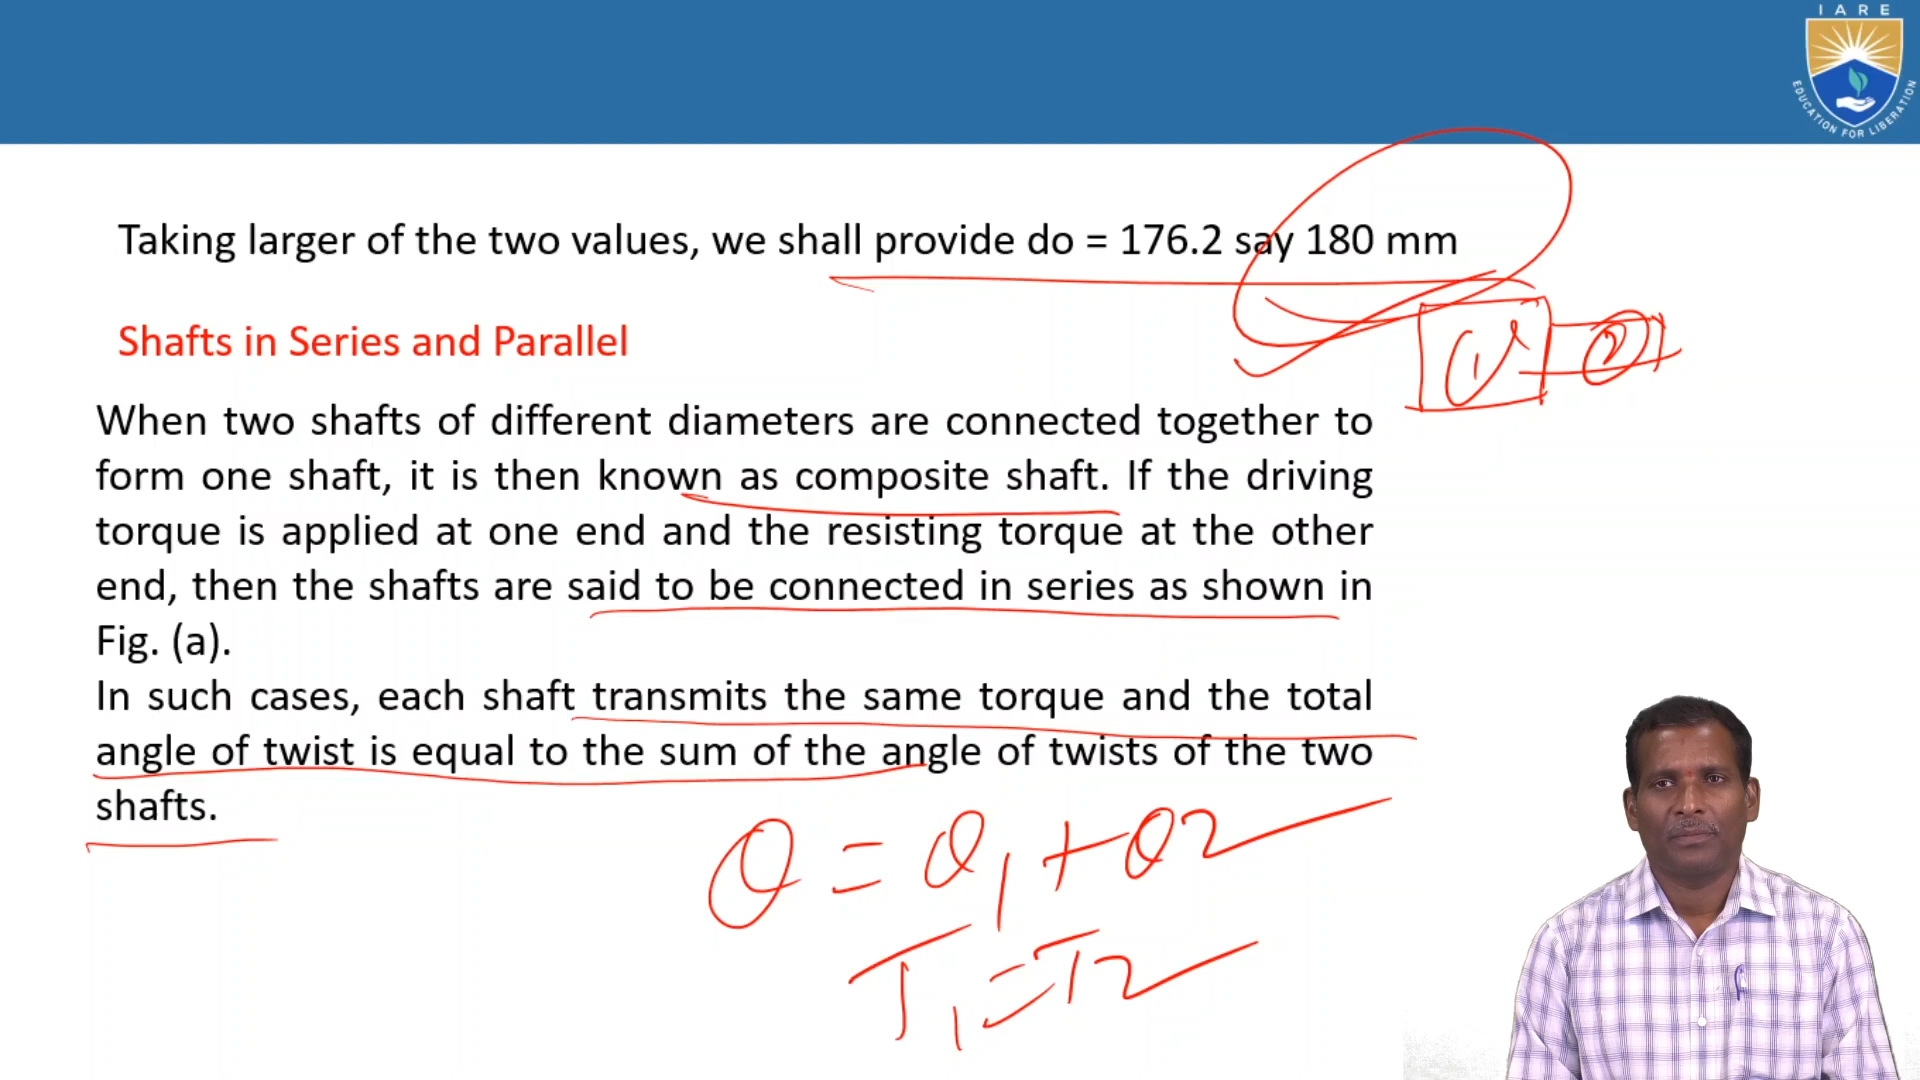 IARE
EDUCATION FOR LIBERATION
Taking larger of the two values, we shall provide do = 176.2 say 180 mm
Shafts in Series and Parallel
1
2
When two shafts of different diameters are connected together to
form one shaft, it is then known as composite shaft. If the driving
torque is applied at one end and the resisting torque at the other
end, then the shafts are said to be connected in series as shown in
Fig. (a).
In such cases, each shaft transmits the same torque and the total
angle of twist is equal to the sum of the angle of twists of the two
shafts.
θ = θ1 + θ2
T1 = T2